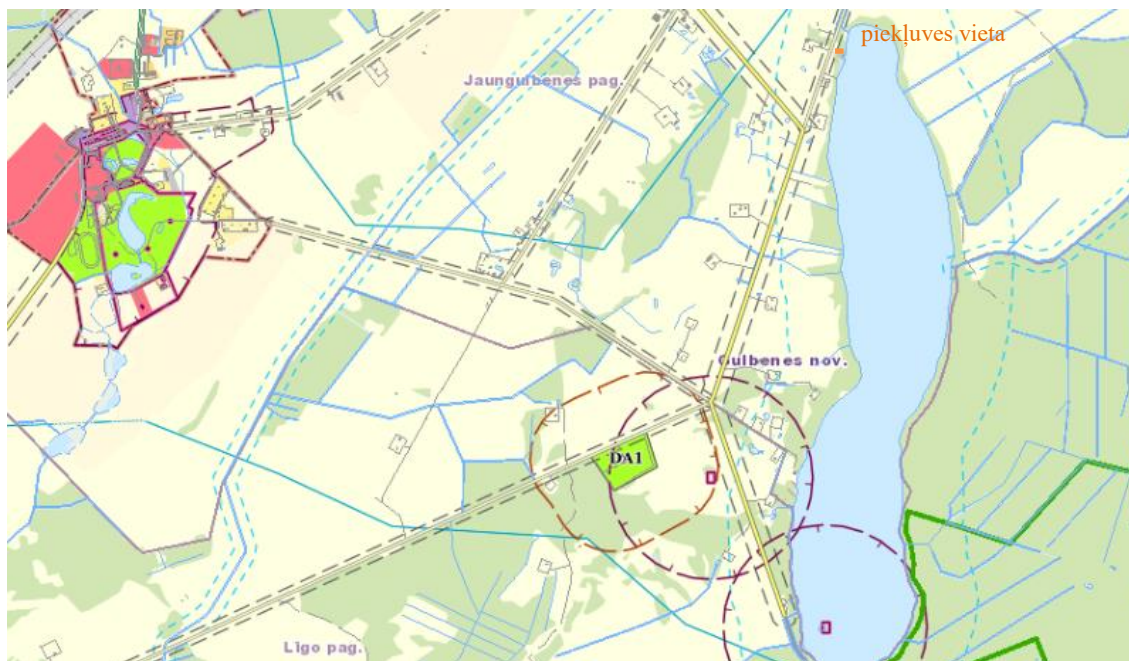 piekļuves vieta
Jaungulbenes pag.
Gulbenes nov.
DA1
Līgo pag.